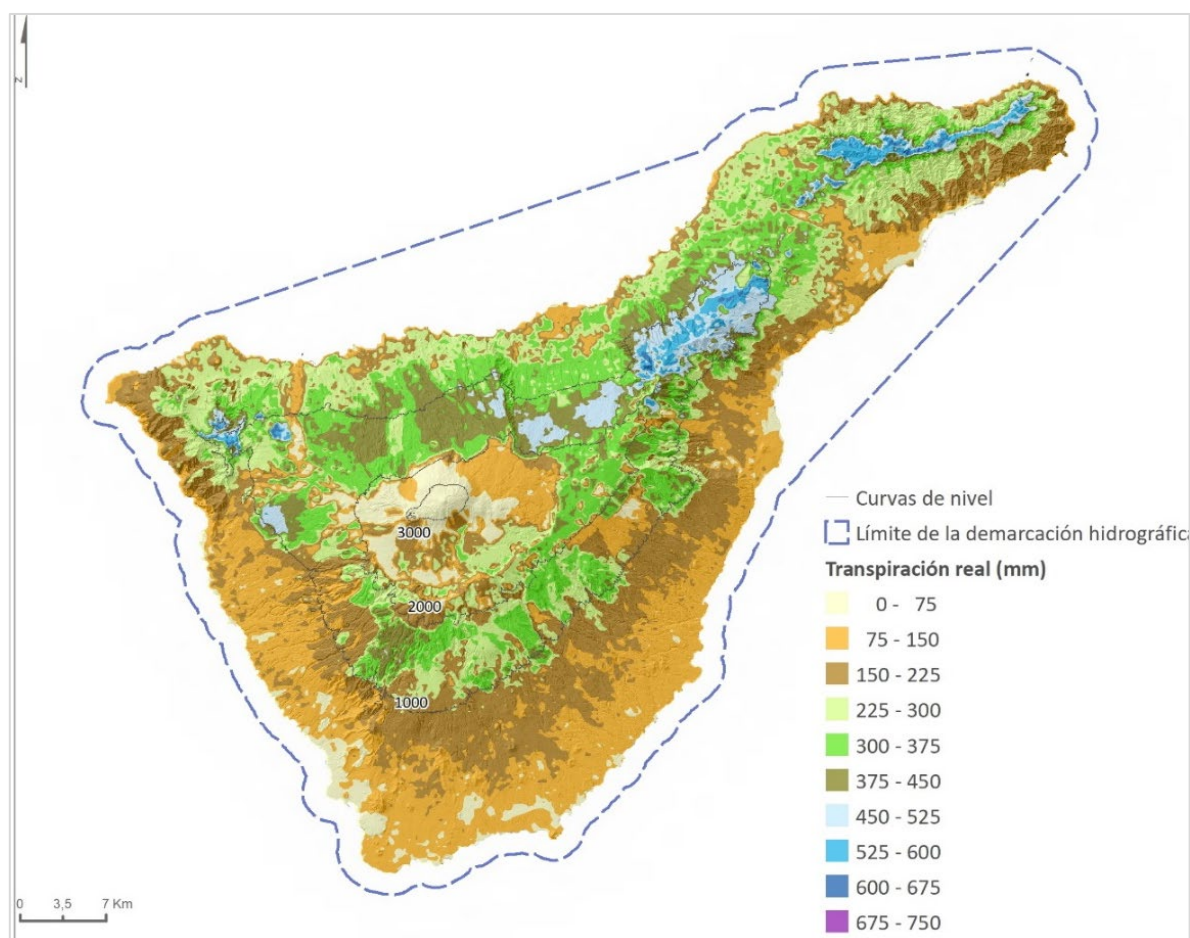 z
3000
2000
1000
Curvas de nivel
Límite de la demarcación hidrográfica
Transpiración real (mm)
0 - 75
75 - 150
150 - 225
225 - 300
300 - 375
375 - 450
450 - 525
525 - 600
600 - 675
675 - 750
0 3,5 7 Km